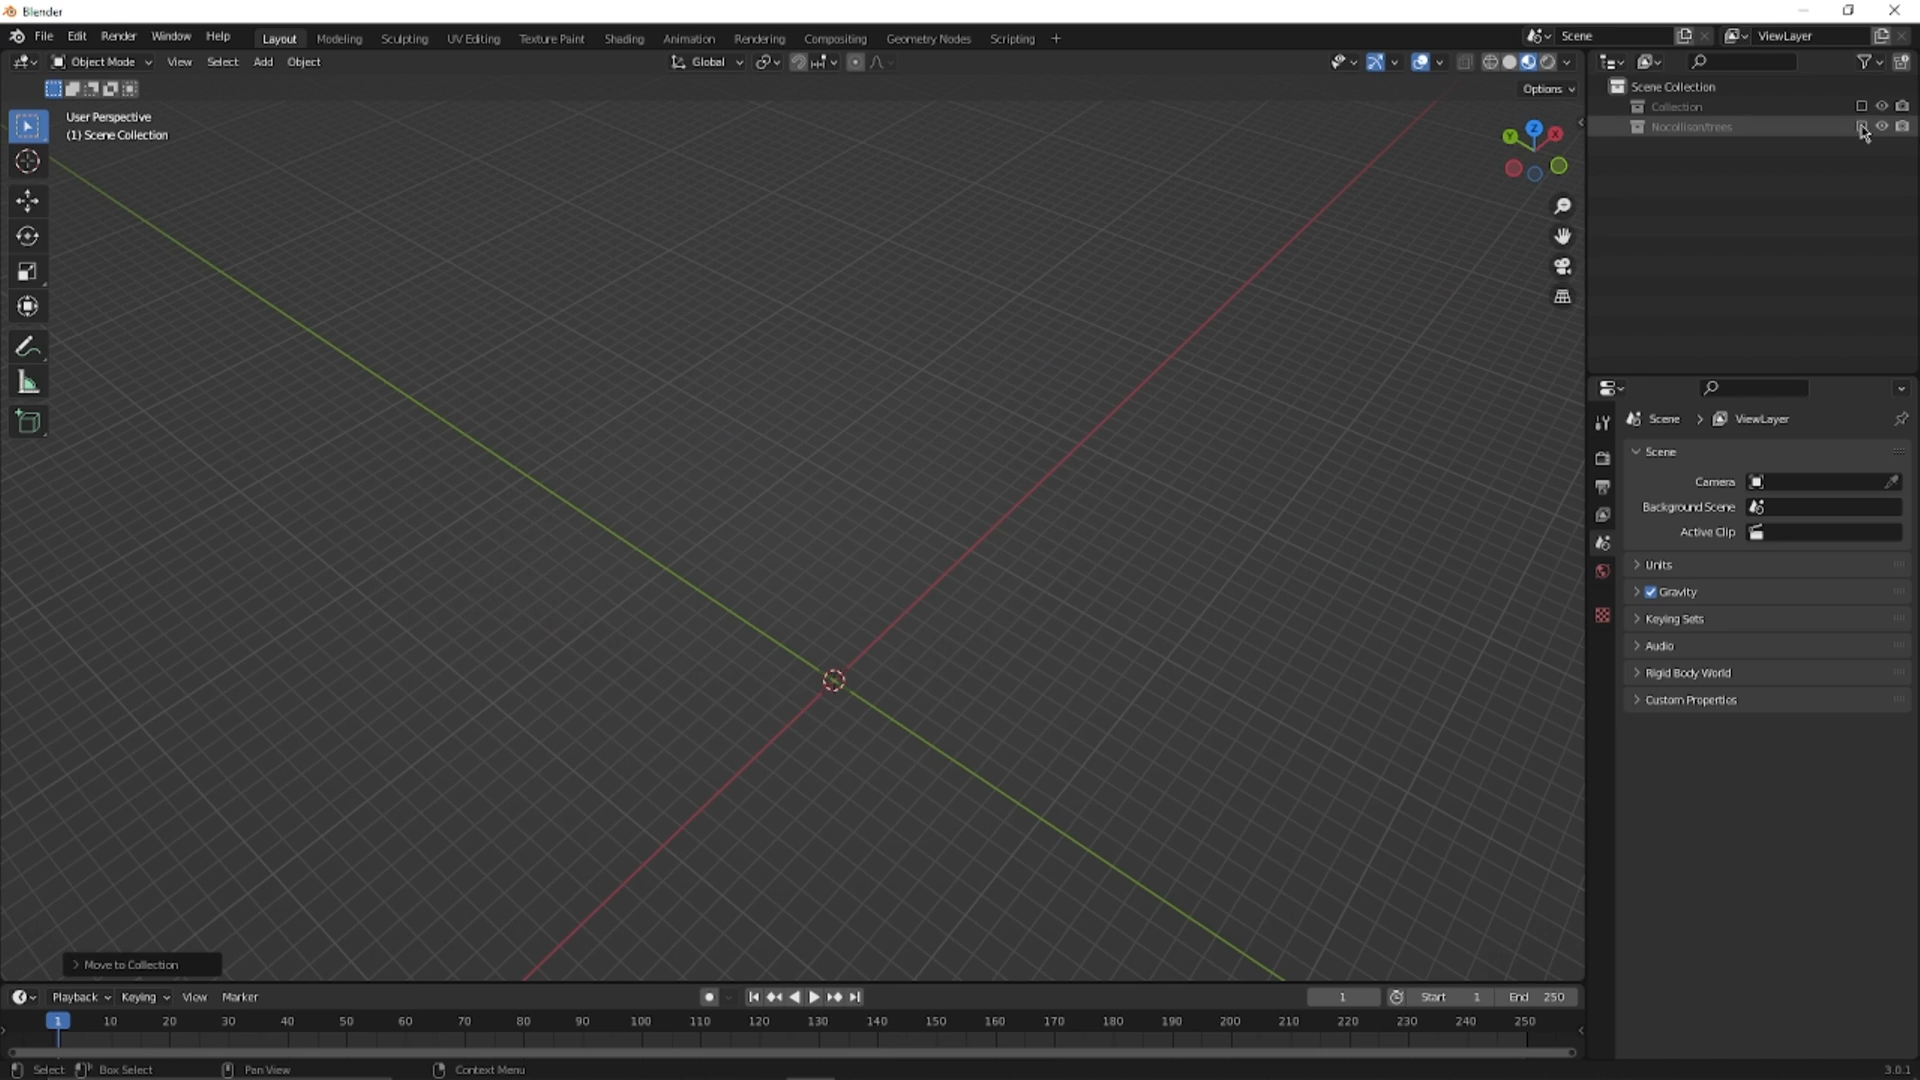 Blender
File Edit Render Window Help Layout Modeling Sculpting UV Editing Texture Paint Shading Animation Rendering Compositing Geometry Nodes Scripting + Scene ViewLayer
Object Mode View Select Add Object Global
Options
User Perspective
(1) Scene Collection
Z
Y
X
Scene Collection
Collection
Nocollison/trees
Scene > ViewLayer
Scene
Camera
Background Scene
Active Clip
Units
Gravity
Keying Sets
Audio
Rigid Body World
Custom Properties
> Move to Collection
Playback Keying View Marker 1 Start 1 End 250
1 10 20 30 40 50 60 70 80 90 100 110 120 130 140 150 160 170 180 190 200 210 220 230 240 250
Select Box Select Pan View Context Menu 3.0.1